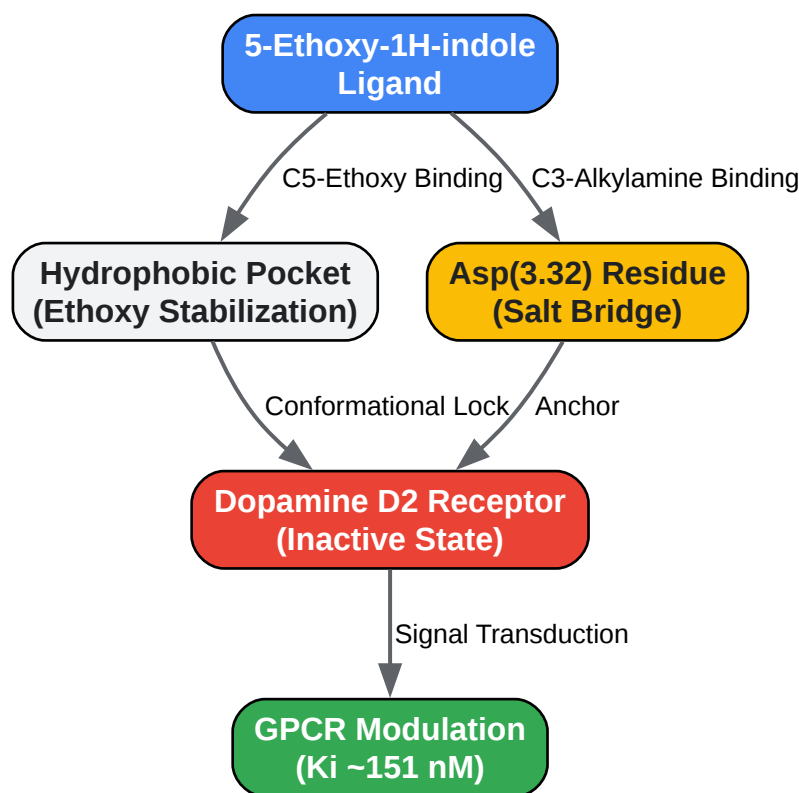 5-Ethoxy-1H-indole
Ligand
C5-Ethoxy Binding
C3-Alkylamine Binding
Hydrophobic Pocket
(Ethoxy Stabilization)
Asp(3.32) Residue
(Salt Bridge)
Conformational Lock
Anchor
Dopamine D2 Receptor
(Inactive State)
Signal Transduction
GPCR Modulation
(Ki ~151 nM)